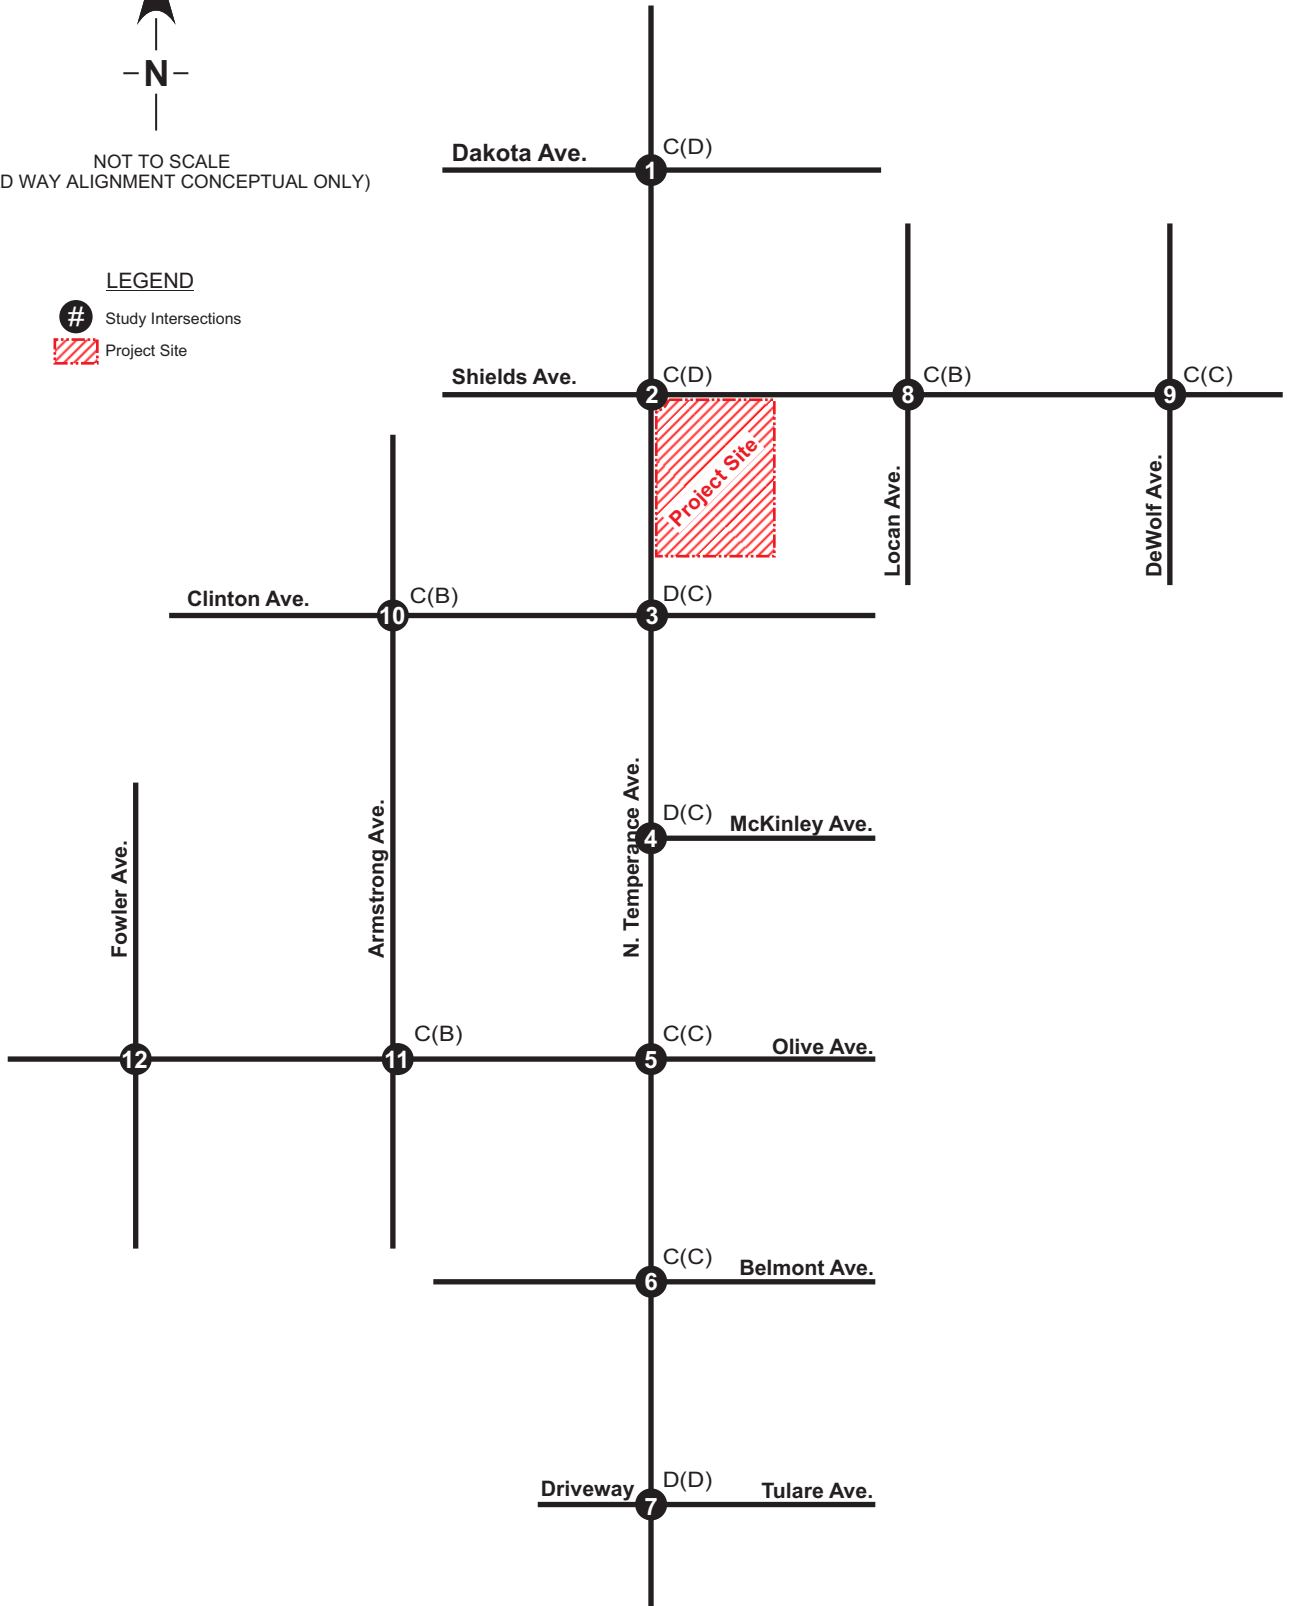 N
NOT TO SCALE
D WAY ALIGNMENT CONCEPTUAL ONLY)
LEGEND
# Study Intersections
Project Site
Dakota Ave.
C(D)
1
Shields Ave.
C(D)
2
C(B)
8
C(C)
9
Project Site
Locan Ave.
DeWolf Ave.
Clinton Ave.
C(B)
10
D(C)
3
N. Temperance Ave.
D(C)
4
McKinley Ave.
Fowler Ave.
Armstrong Ave.
12
C(B)
11
C(C)
5
Olive Ave.
C(C)
6
Belmont Ave.
Driveway
D(D)
7
Tulare Ave.